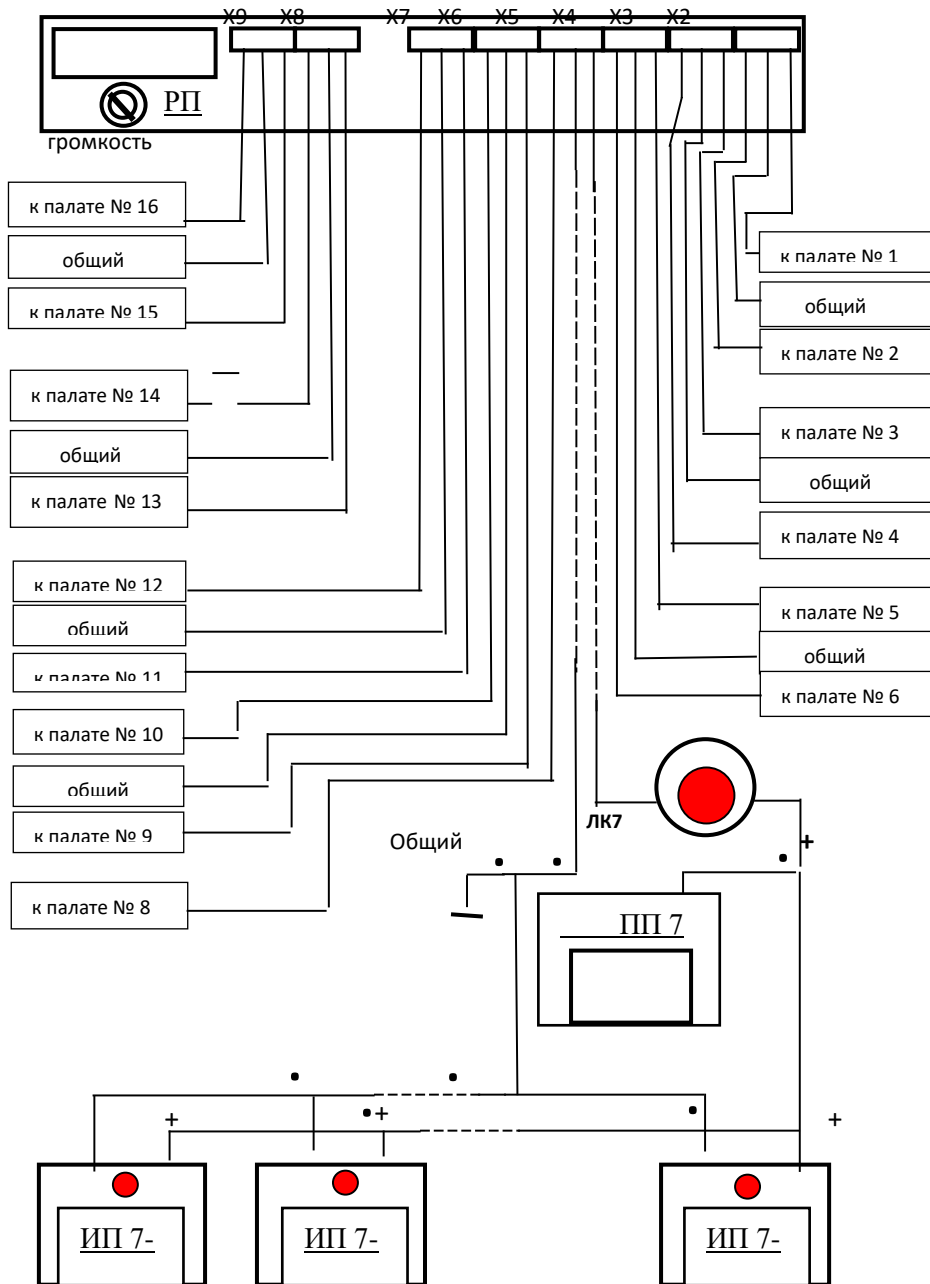 X9 X8 X7 X6 X5 X4 X3 X2
РП
громкость
к палате № 16
общий
к палате № 15
к палате № 14
общий
к палате № 13
к палате № 12
общий
к палате № 11
к палате № 10
общий
к палате № 9
к палате № 8
к палате № 1
общий
к палате № 2
к палате № 3
общий
к палате № 4
к палате № 5
общий
к палате № 6
ЛК7
Общий
+
ПП 7
+ + +
ИП 7- ИП 7- ИП 7-